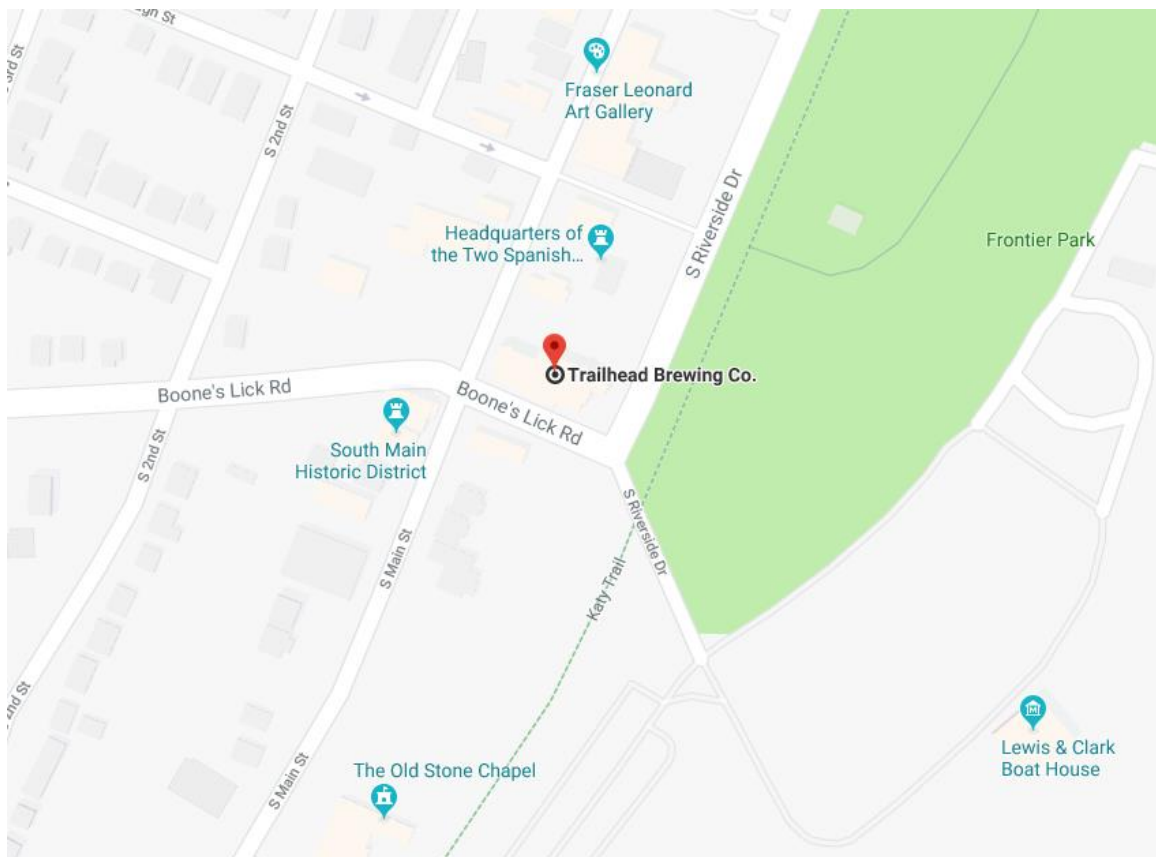 S 2nd St
Fraser Leonard
Art Gallery
S Riverside Dr
Headquarters of
the Two Spanish...
Frontier Park
Trailhead Brewing Co.
Boone's Lick Rd
Boone's Lick Rd
South Main
Historic District
S 2nd St
S Riverside Dr
S Main St
Katy Trail
Lewis & Clark
Boat House
The Old Stone Chapel
S Main St